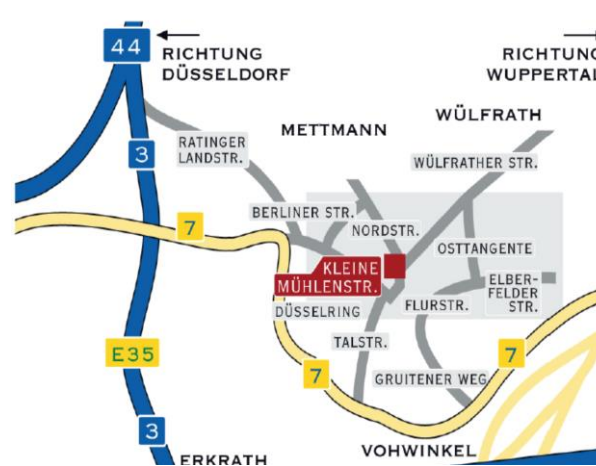 44
RICHTUNG
DÜSSELDORF
RICHTUNG
WUPPERTAL
WÜLFRATH
METTMANN
3
RATINGER
LANDSTR.
WÜLFRATHER STR.
BERLINER STR.
7
NORDSTR.
OSTTANGENTE
KLEINE
MÜHLENSTR.
ELBER-
FELDER
STR.
DÜSSELRING
FLURSTR.
TALSTR.
E35
7
7
GRUITENER WEG
3
VOHWINKEL
ERKRATH